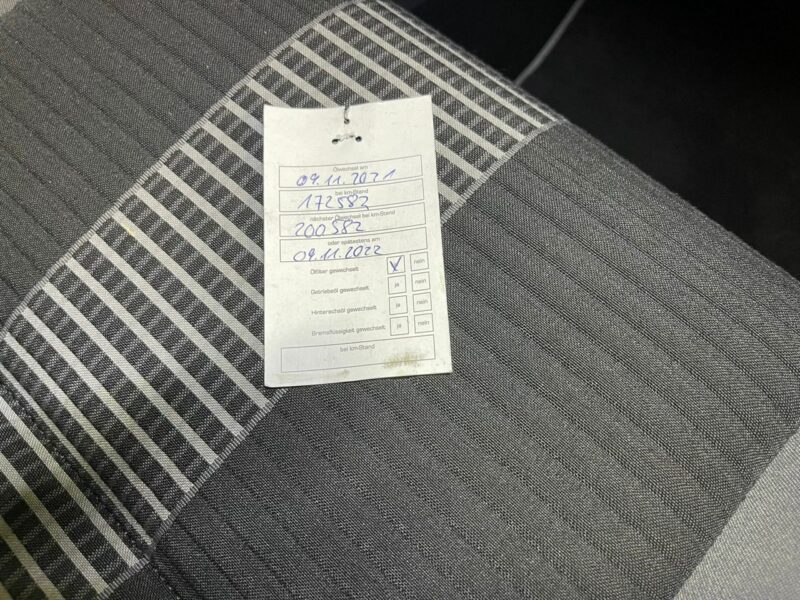 Ölwechsel am
09.11.2021
bei km-Stand
172582
nächster Ölwechsel bei km-Stand
200582
oder spätestens am
09.11.2022
Ölfilter gewechselt nein
Getriebeöl gewechselt ja nein
Hinterachsöl gewechselt ja nein
Bremsflüssigkeit gewechselt ja nein
bei km-Stand